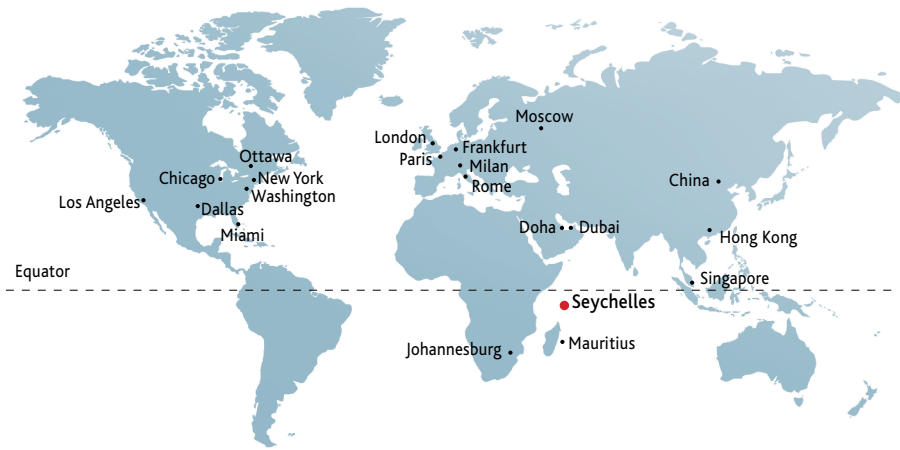 Moscow
London
Frankfurt
Paris
Milan
Rome
Ottawa
Chicago
New York
Washington
China
Los Angeles
Dallas
Miami
Doha
Dubai
Hong Kong
Equator
Singapore
Seychelles
Johannesburg
Mauritius